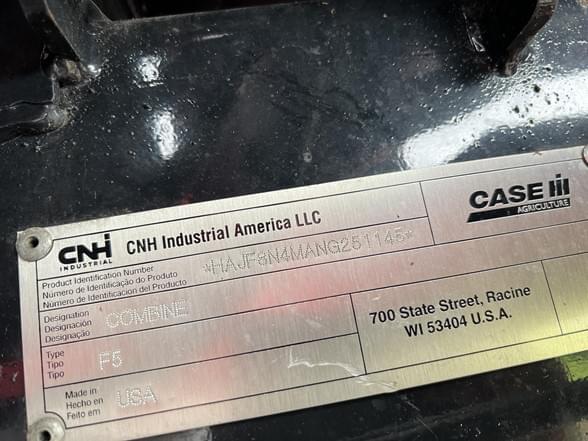 CNH
INDUSTRIAL
CNH Industrial America LLC
CASE IH
AGRICULTURE
Product Identification Number
Número de Identificação do Produto
Número de Identificación del Producto
*HAJF8N4MANG251145*
Designation
Designación
Designação
COMBINE
Type
Tipo
Tipo
F5
Made in
Hecho en
Feito em
USA
700 State Street, Racine
WI 53404 U.S.A.